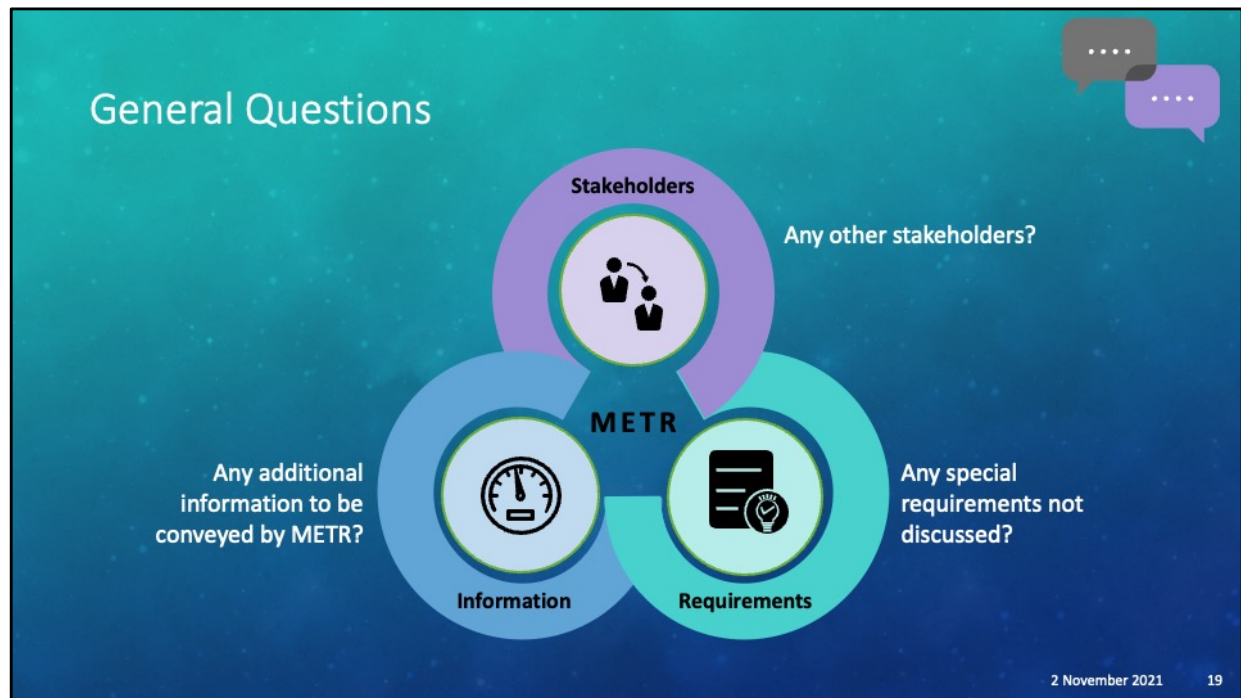 General Questions
Stakeholders
Any other stakeholders?
METR
Any additional
information to be
conveyed by METR?
Any special
requirements not
discussed?
Information
Requirements
2 November 2021
19